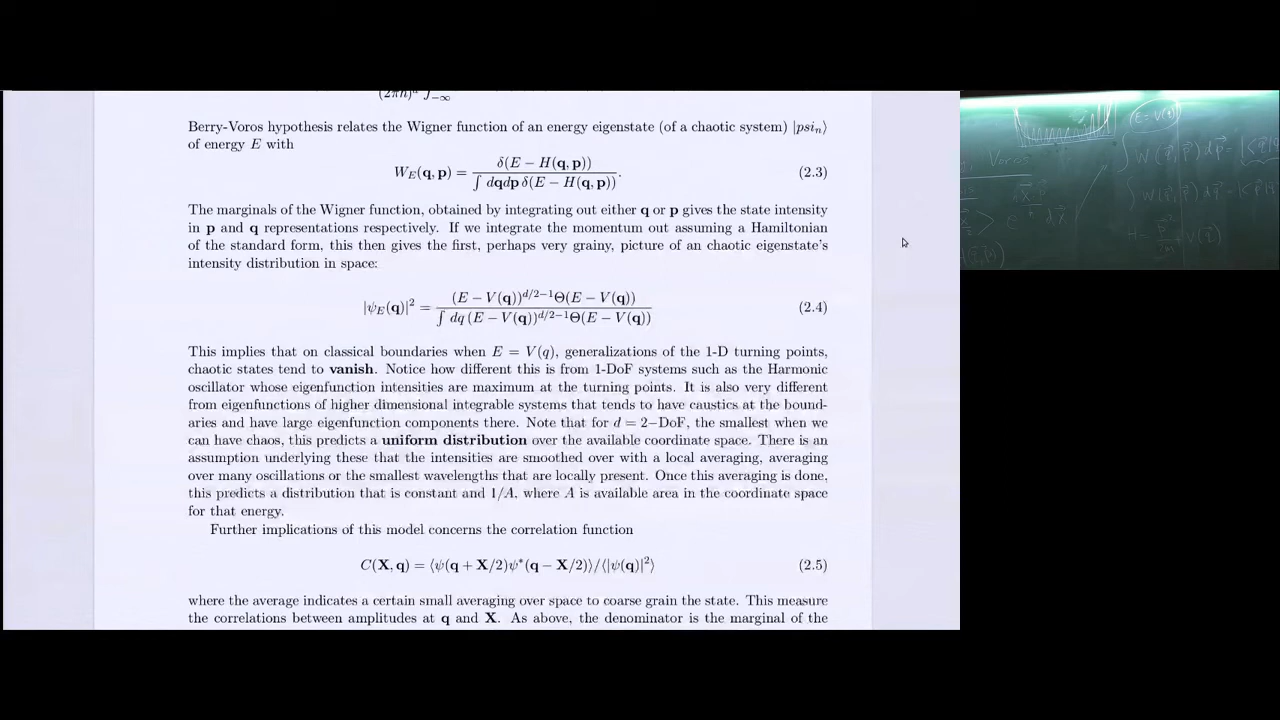 (2πħ)ᵈ ∫−∞
Berry-Voros hypothesis relates the Wigner function of an energy eigenstate (of a chaotic system) |psiₙ⟩
of energy E with
W_E(q, p) = δ(E − H(q, p)) / ∫ dqdp δ(E − H(q, p)). (2.3)
The marginals of the Wigner function, obtained by integrating out either q or p gives the state intensity
in p and q representations respectively. If we integrate the momentum out assuming a Hamiltonian
of the standard form, this then gives the first, perhaps very grainy, picture of an chaotic eigenstate's
intensity distribution in space:
|ψ_E(q)|² = (E − V(q))^{d/2−1}Θ(E − V(q)) / ∫ dq (E − V(q))^{d/2−1}Θ(E − V(q)) (2.4)
This implies that on classical boundaries when E = V(q), generalizations of the 1-D turning points,
chaotic states tend to vanish. Notice how different this is from 1-DoF systems such as the Harmonic
oscillator whose eigenfunction intensities are maximum at the turning points. It is also very different
from eigenfunctions of higher dimensional integrable systems that tends to have caustics at the bound-
aries and have large eigenfunction components there. Note that for d = 2−DoF, the smallest when we
can have chaos, this predicts a uniform distribution over the available coordinate space. There is an
assumption underlying these that the intensities are smoothed over with a local averaging, averaging
over many oscillations or the smallest wavelengths that are locally present. Once this averaging is done,
this predicts a distribution that is constant and 1/A, where A is available area in the coordinate space
for that energy.
Further implications of this model concerns the correlation function
C(X, q) = ⟨ψ(q + X/2)ψ*(q − X/2)⟩/⟨|ψ(q)|²⟩ (2.5)
where the average indicates a certain small averaging over space to coarse grain the state. This measure
the correlations between amplitudes at q and X. As above, the denominator is the marginal of the
E = V(q)
Voros
∫ W(q, p) dp = |⟨
∫ W(q, p) dq = |⟨p|
H = p²/2m + V(q)